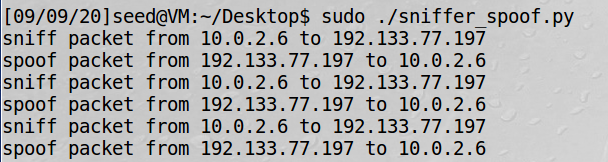 [09/09/20]seed@VM:~/Desktop$ sudo ./sniffer_spoof.py
sniff packet from 10.0.2.6 to 192.133.77.197
spoof packet from 192.133.77.197 to 10.0.2.6
sniff packet from 10.0.2.6 to 192.133.77.197
spoof packet from 192.133.77.197 to 10.0.2.6
sniff packet from 10.0.2.6 to 192.133.77.197
spoof packet from 192.133.77.197 to 10.0.2.6